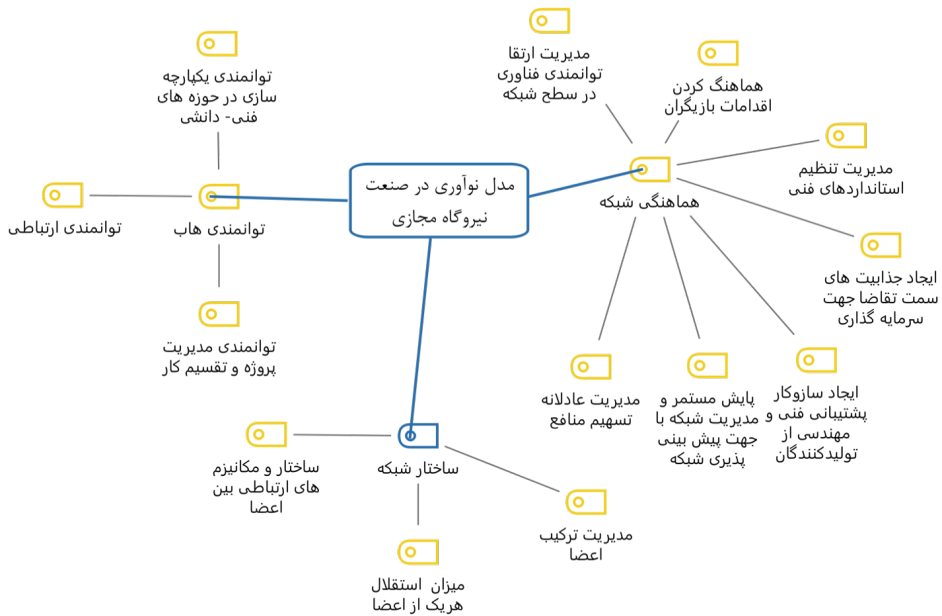 مدل نوآوری در صنعت
نیروگاه مجازی
مدیریت ارتقا
توانمندی فناوری
در سطح شبکه
هماهنگ کردن
اقدامات بازیگران
مدیریت تنظیم
استانداردهای فنی
هماهنگی شبکه
ایجاد جذابیت های
سمت تقاضا جهت
سرمایه گذاری
ایجاد سازوکار
پشتیبانی فنی و
مهندسی از
تولیدکنندگان
پایش مستمر و
مدیریت شبکه با
جهت پیش بینی
پذیری شبکه
مدیریت عادلانه
تسهیم منافع
توانمندی یکپارچه
سازی در حوزه های
فنی- دانشی
توانمندی هاب
توانمندی ارتباطی
توانمندی مدیریت
پروژه و تقسیم کار
ساختار شبکه
ساختار و مکانیزم
های ارتباطی بین
اعضا
مدیریت ترکیب
اعضا
میزان استقلال
هریک از اعضا